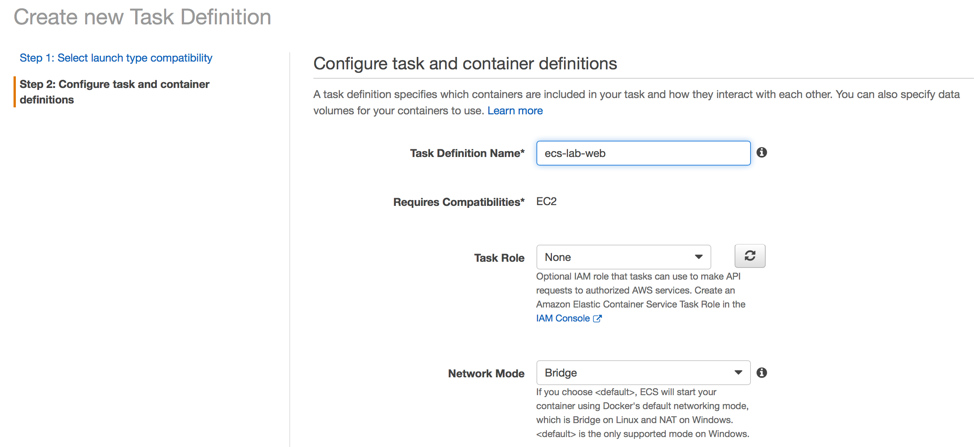 Create new Task Definition
Step 1: Select launch type compatibility
Step 2: Configure task and container
definitions
Configure task and container definitions
A task definition specifies which containers are included in your task and how they interact with each other. You can also specify data
volumes for your containers to use. Learn more
Task Definition Name* ecs-lab-web
Requires Compatibilities* EC2
Task Role None
Optional IAM role that tasks can use to make API
requests to authorized AWS services. Create an
Amazon Elastic Container Service Task Role in the
IAM Console
Network Mode Bridge
If you choose <default>, ECS will start your
container using Docker's default networking mode,
which is Bridge on Linux and NAT on Windows.
<default> is the only supported mode on Windows.